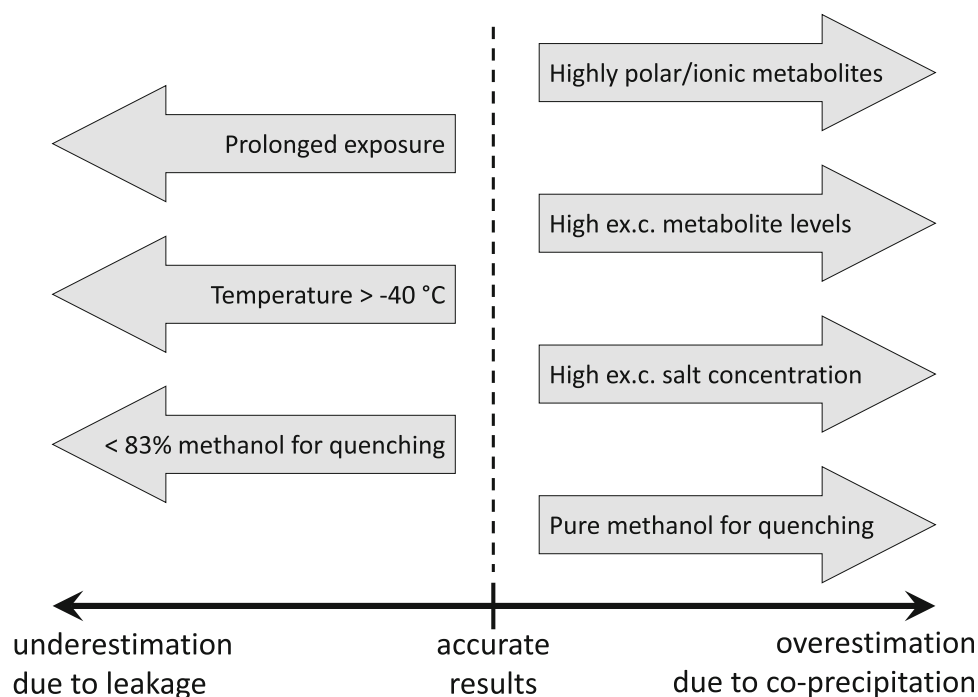 Highly polar/ionic metabolites
Prolonged exposure
High ex.c. metabolite levels
Temperature > -40 °C
High ex.c. salt concentration
< 83% methanol for quenching
Pure methanol for quenching
underestimation
due to leakage
accurate
results
overestimation
due to co-precipitation